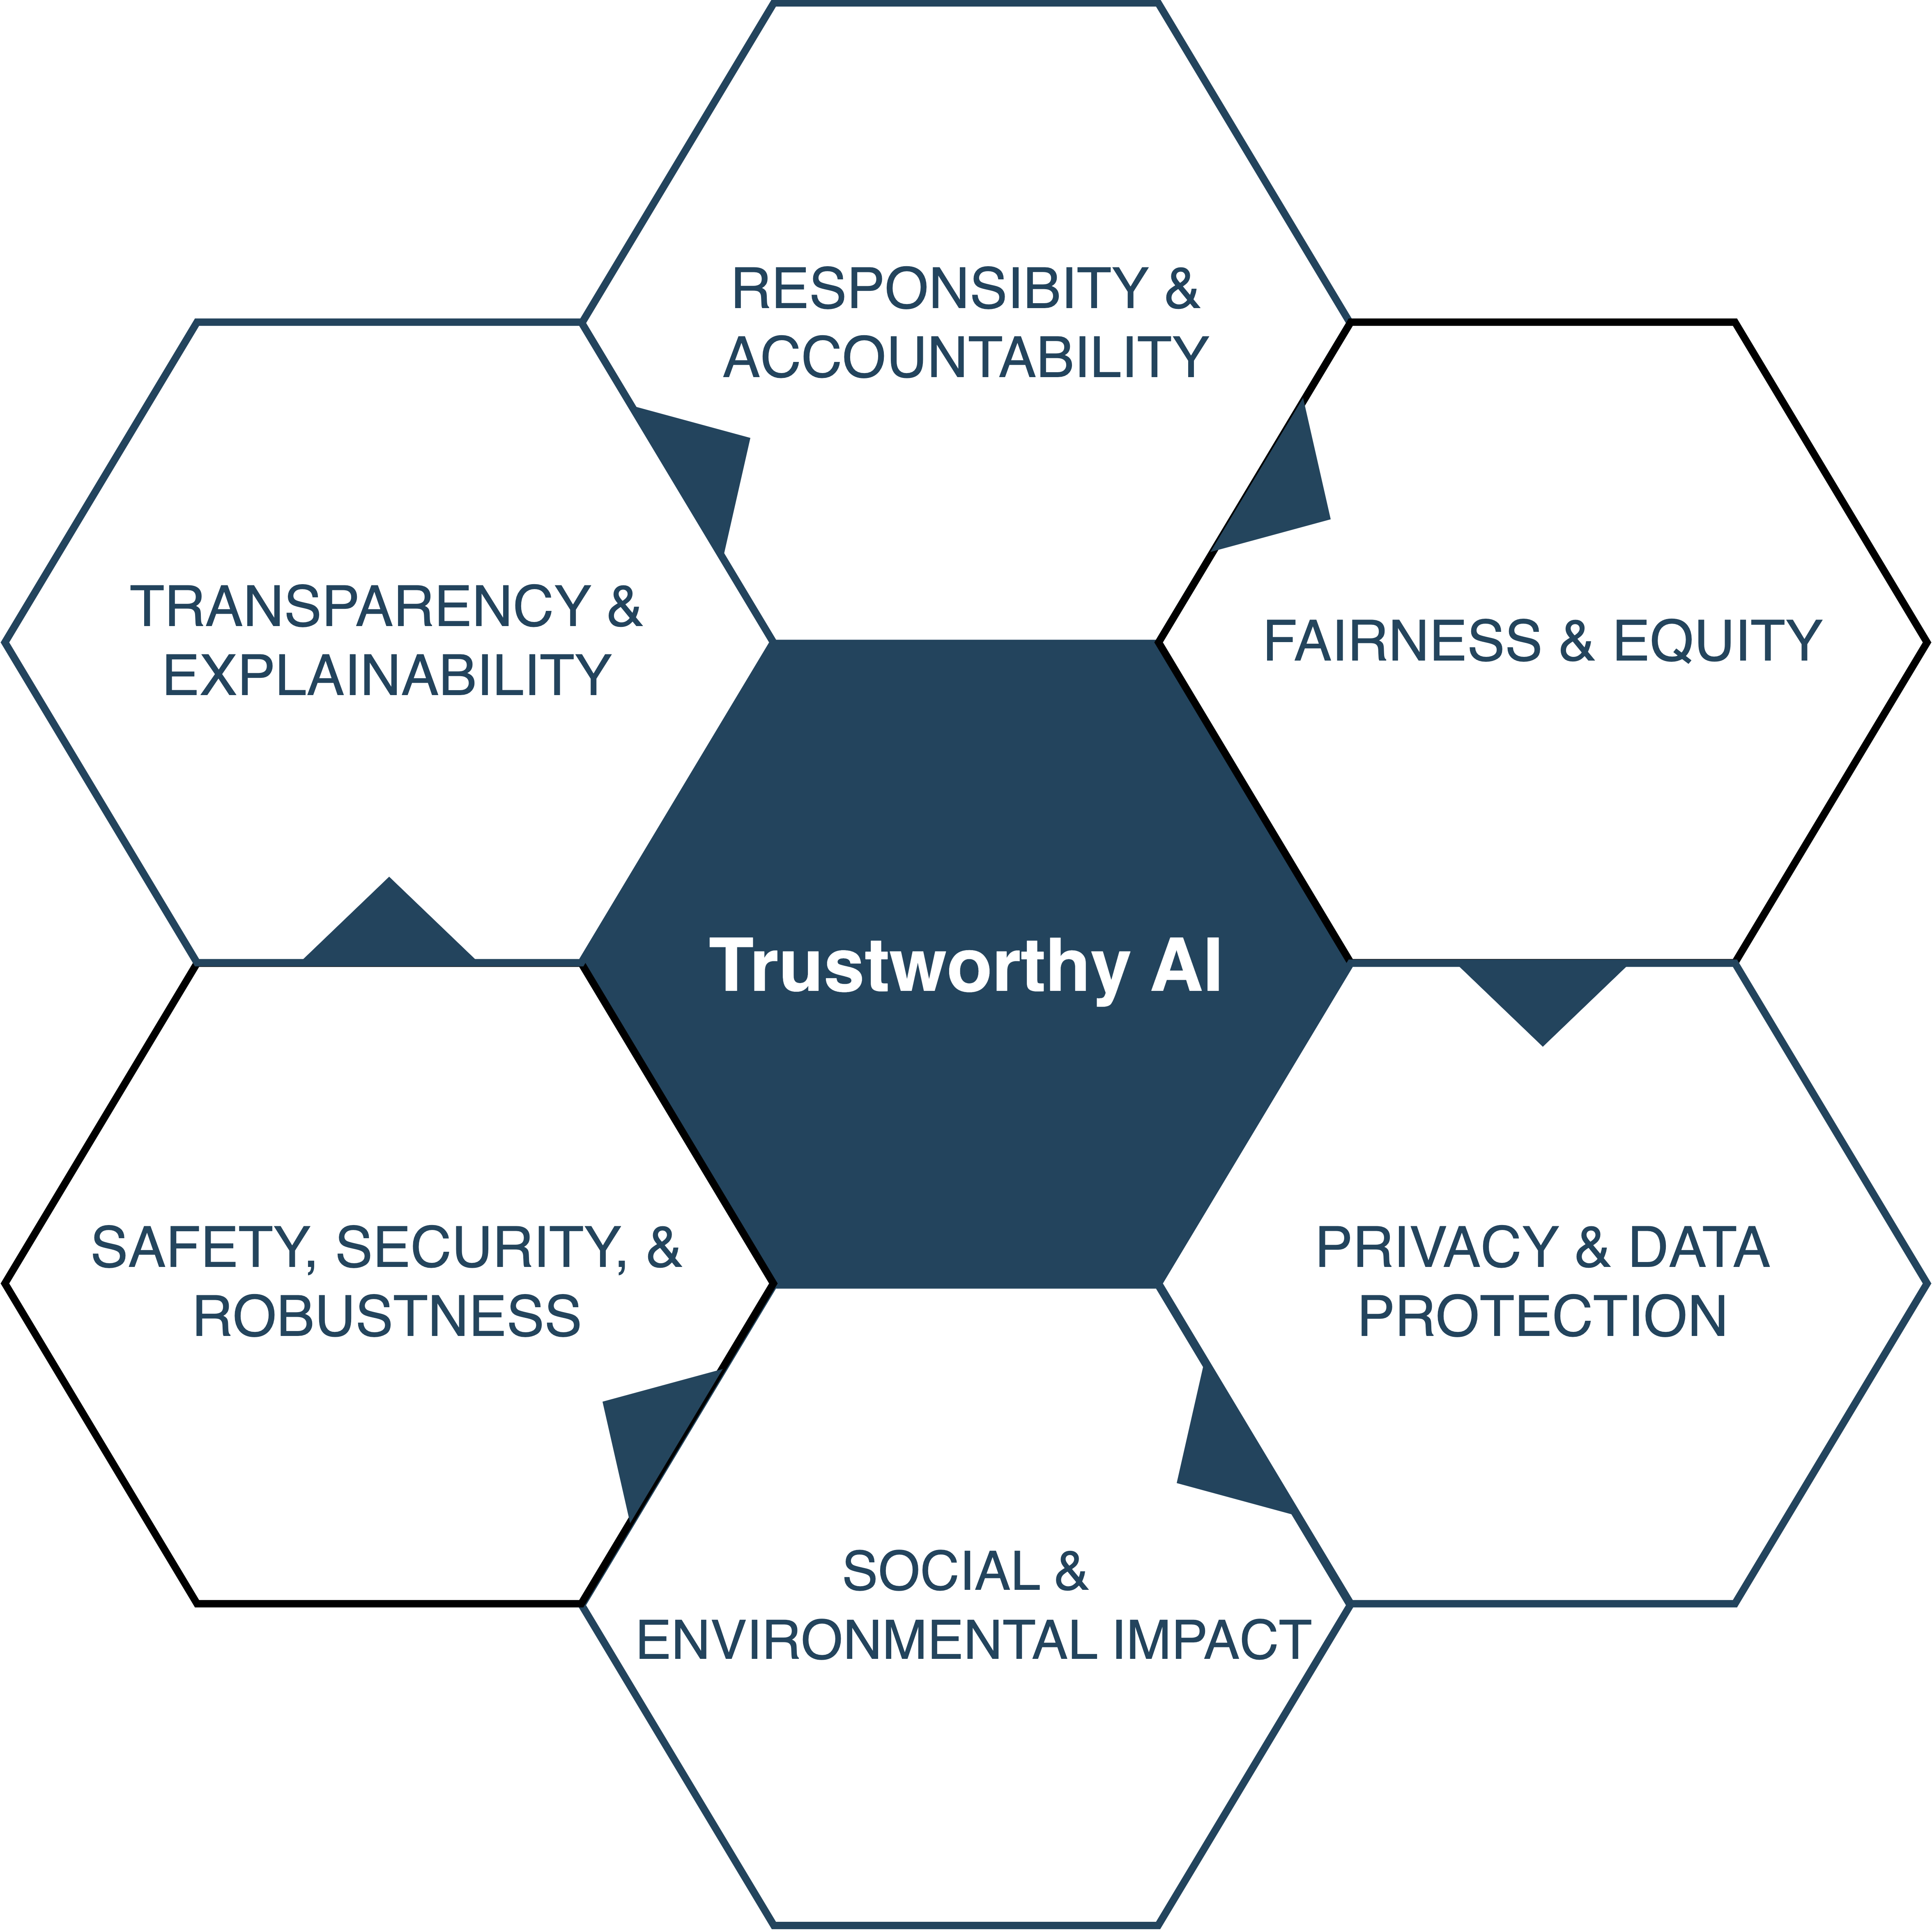 RESPONSIBITY &
ACCOUNTABILITY
TRANSPARENCY &
EXPLAINABILITY
FAIRNESS & EQUITY
Trustworthy AI
SAFETY, SECURITY, &
ROBUSTNESS
PRIVACY & DATA
PROTECTION
SOCIAL &
ENVIRONMENTAL IMPACT